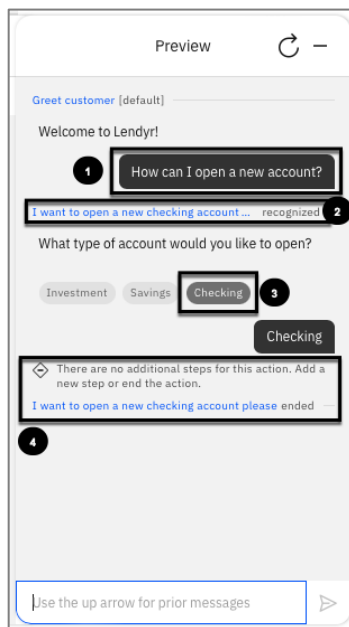 Preview
Greet customer [default]
Welcome to Lendyr!
1
How can I open a new account?
I want to open a new checking account ... recognized
2
What type of account would you like to open?
Investment Savings Checking
3
Checking
There are no additional steps for this action. Add a
new step or end the action.
I want to open a new checking account please ended
4
Use the up arrow for prior messages